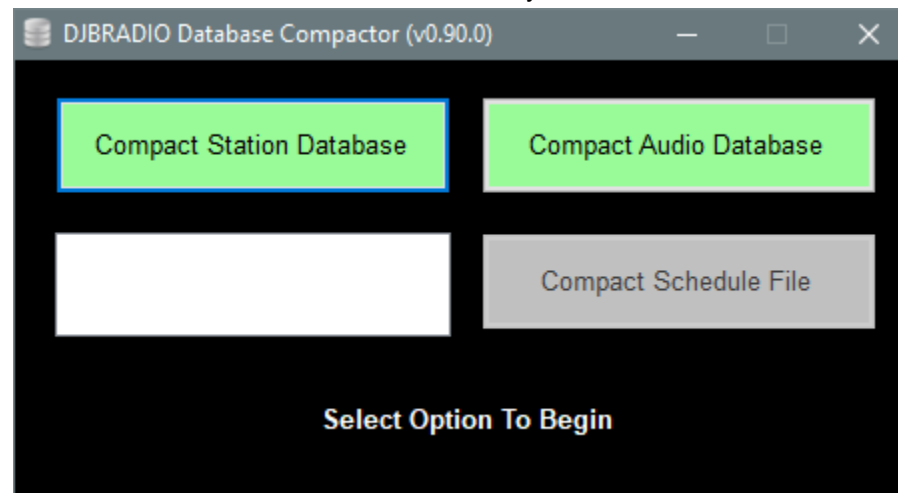 DJBRADIO Database Compactor (v0.90.0)
Compact Station Database
Compact Audio Database
Compact Schedule File
Select Option To Begin